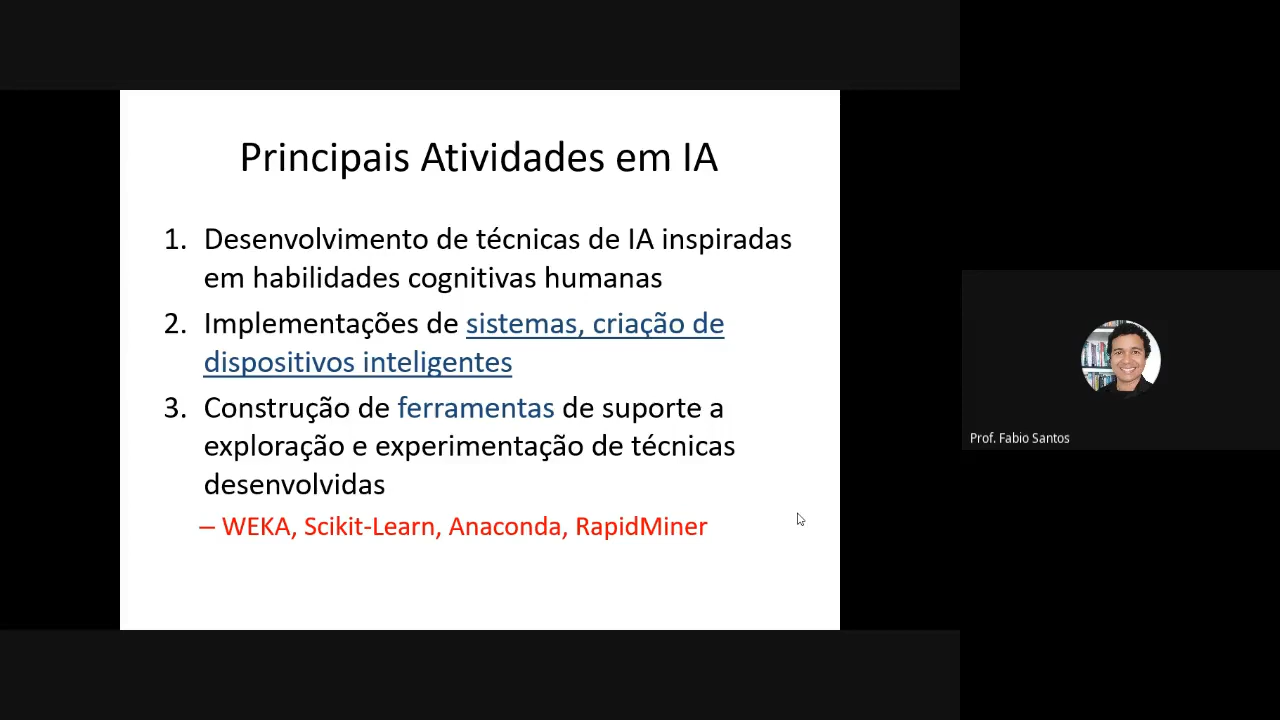 Principais Atividades em IA
1. Desenvolvimento de técnicas de IA inspiradas
em habilidades cognitivas humanas
2. Implementações de sistemas, criação de
dispositivos inteligentes
3. Construção de ferramentas de suporte a
exploração e experimentação de técnicas
desenvolvidas
– WEKA, Scikit-Learn, Anaconda, RapidMiner
Prof. Fabio Santos